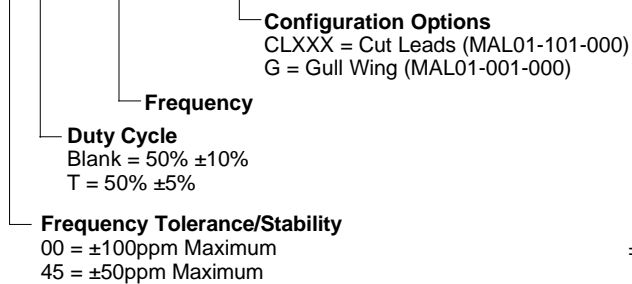 Configuration Options
CLXXX = Cut Leads (MAL01-101-000)
G = Gull Wing (MAL01-001-000)
Frequency
Duty Cycle
Blank = 50% ±10%
T = 50% ±5%
Frequency Tolerance/Stability
00 = ±100ppm Maximum
45 = ±50ppm Maximum